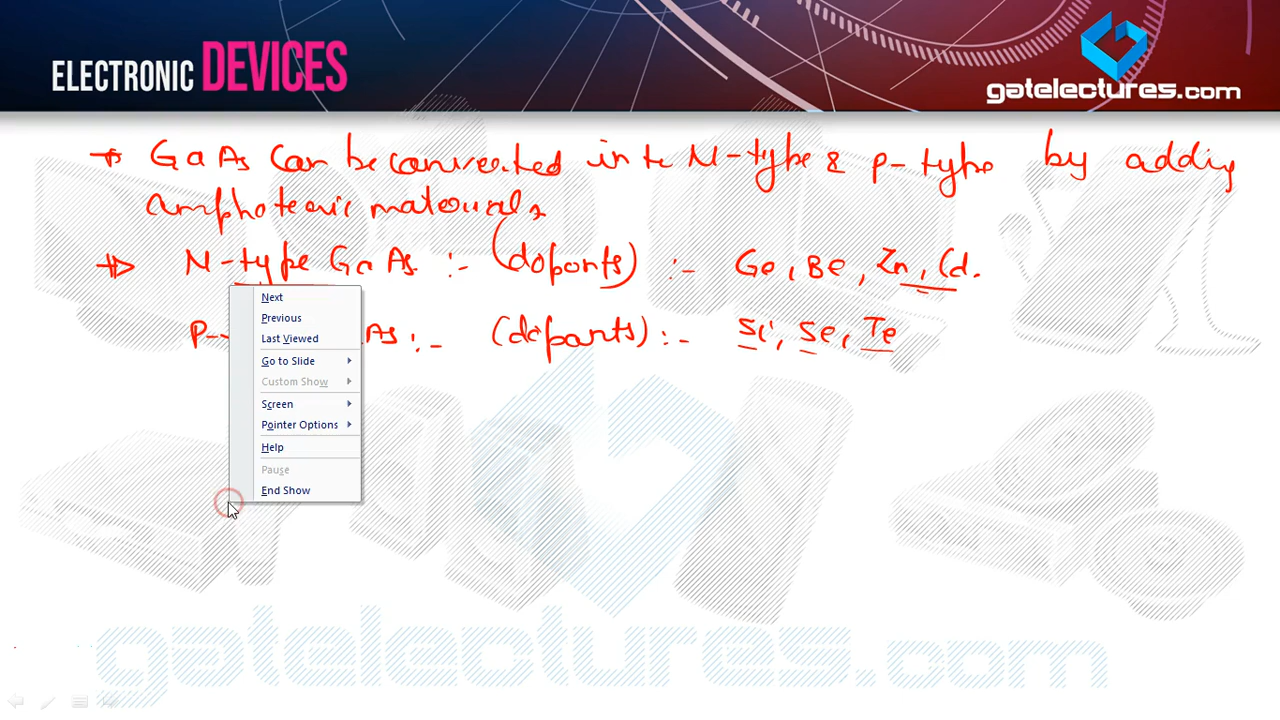 ELECTRONIC DEVICES
gatelectures.com
GaAs can be converted into N-type & P-type by adding
amphoteric materials
N-type GaAs :- (dopants) :- Ge, Be, Zn, Cd.
P- As :- (dopants) :- Si, Se, Te
Next
Previous
Last Viewed
Go to Slide
Custom Show
Screen
Pointer Options
Help
Pause
End Show
gatelectures.com